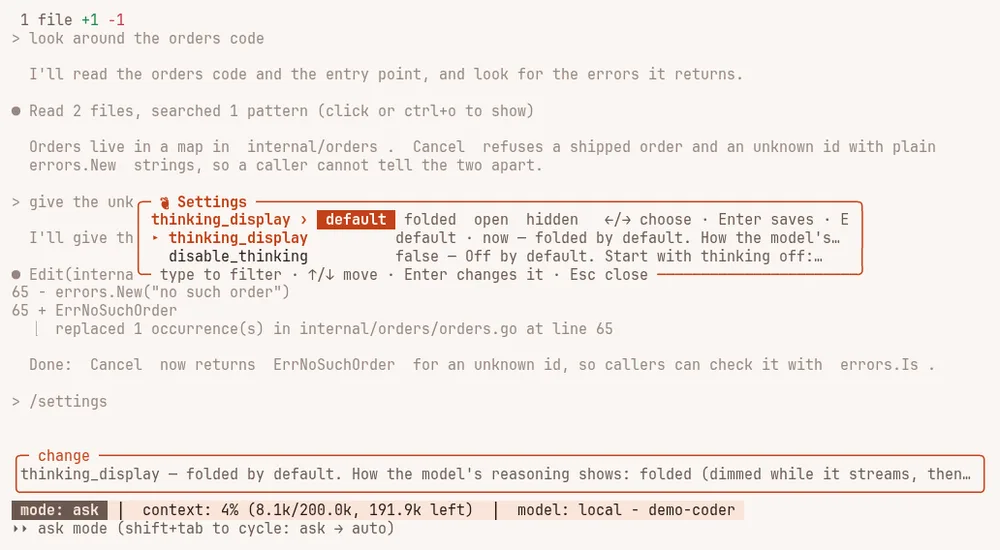 1 file +1 -1
> look around the orders code
I'll read the orders code and the entry point, and look for the errors it returns.
● Read 2 files, searched 1 pattern (click or ctrl+o to show)
Orders live in a map in  internal/orders .  Cancel  refuses a shipped order and an unknown id with plain
errors.New  strings, so a caller cannot tell the two apart.
> give the unk
Settings
thinking_display › default folded open hidden ←/→ choose · Enter saves · E
I'll give th
▸ thinking_display default · now — folded by default. How the model's…
disable_thinking false — Off by default. Start with thinking off:…
● Edit(interna
type to filter · ↑/↓ move · Enter changes it · Esc close
65 - errors.New("no such order")
65 + ErrNoSuchOrder
replaced 1 occurrence(s) in internal/orders/orders.go at line 65
Done:  Cancel  now returns  ErrNoSuchOrder  for an unknown id, so callers can check it with  errors.Is .
> /settings
change
thinking_display — folded by default. How the model's reasoning shows: folded (dimmed while it streams, then…
mode: ask │ context: 4% (8.1k/200.0k, 191.9k left) │ model: local - demo-coder
▸▸ ask mode (shift+tab to cycle: ask → auto)